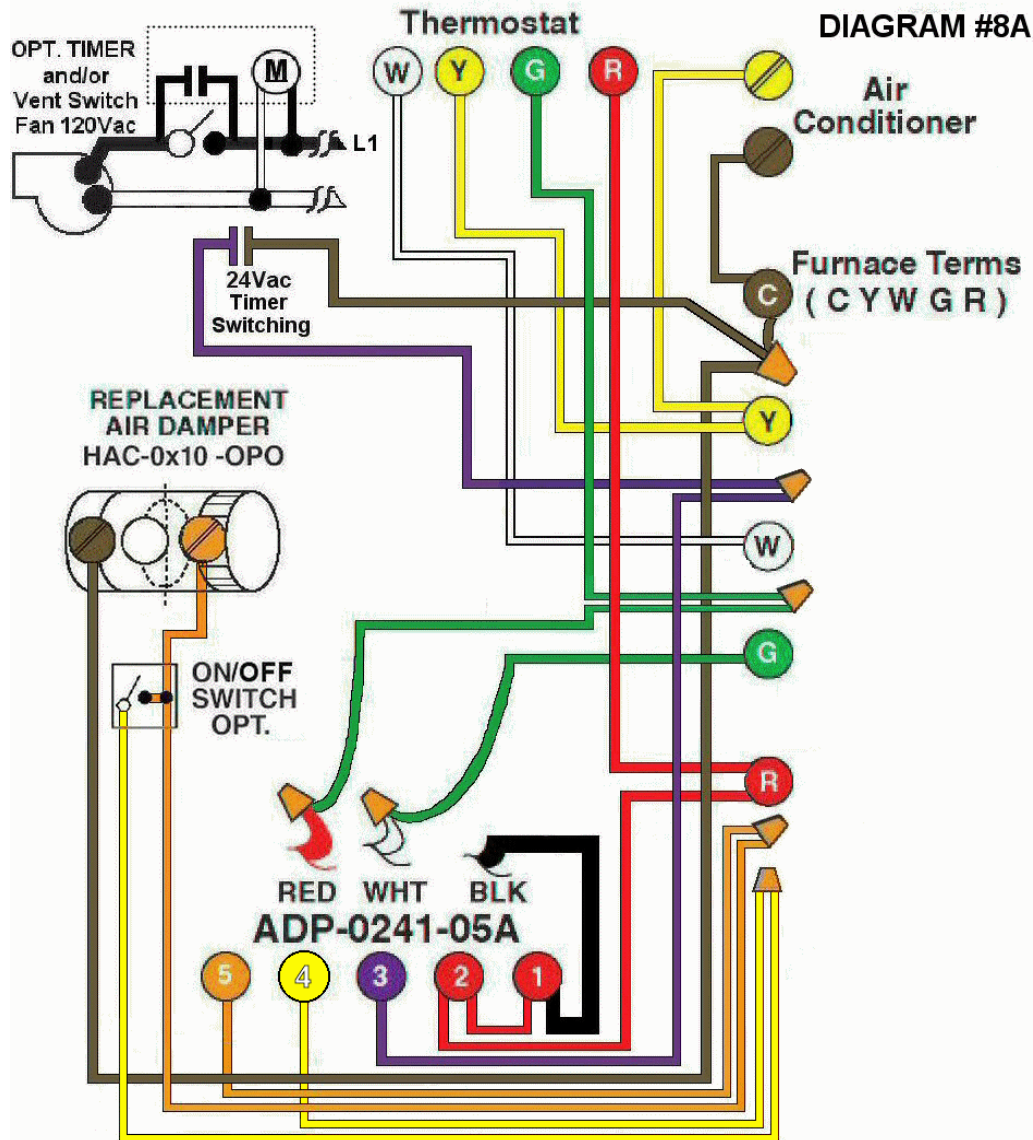 DIAGRAM #8A
Thermostat
W Y G R
OPT. TIMER
and/or
Vent Switch
Fan 120Vac
M
L1
Air
Conditioner
24Vac
Timer
Switching
Furnace Terms
( C Y W G R )
C
Y
W
G
R
REPLACEMENT
AIR DAMPER
HAC-0x10 -OPO
ON/OFF
SWITCH
OPT.
RED WHT BLK
ADP-0241-05A
5 4 3 2 1